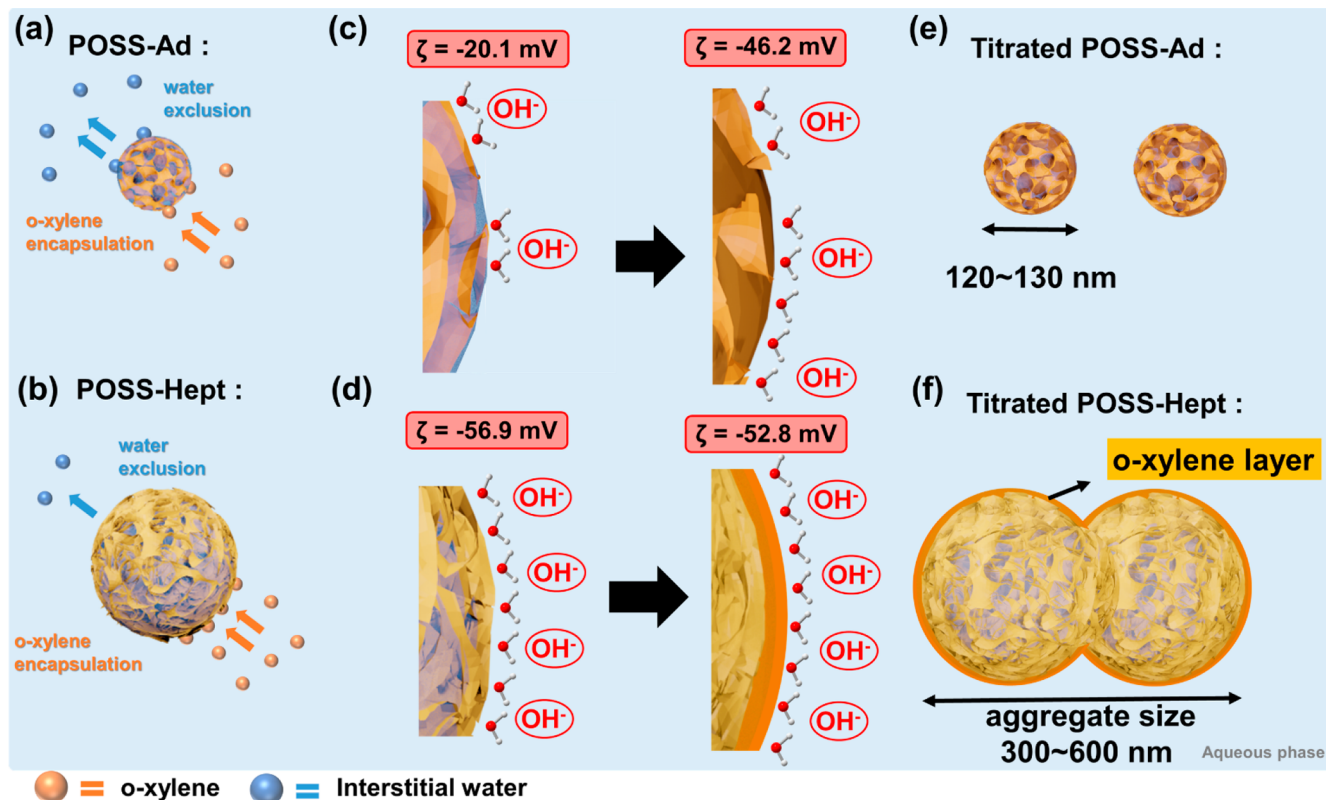 (a)
POSS-Ad :
water
exclusion
o-xylene
encapsulation
(b)
POSS-Hept :
water
exclusion
o-xylene
encapsulation
(c)
ζ = -20.1 mV
OH-
OH-
ζ = -46.2 mV
OH-
OH-
OH-
(d)
ζ = -56.9 mV
OH-
OH-
OH-
OH-
ζ = -52.8 mV
OH-
OH-
OH-
OH-
(e)
Titrated POSS-Ad :
120~130 nm
(f)
Titrated POSS-Hept :
o-xylene layer
aggregate size
300~600 nm
Aqueous phase
= o-xylene = Interstitial water